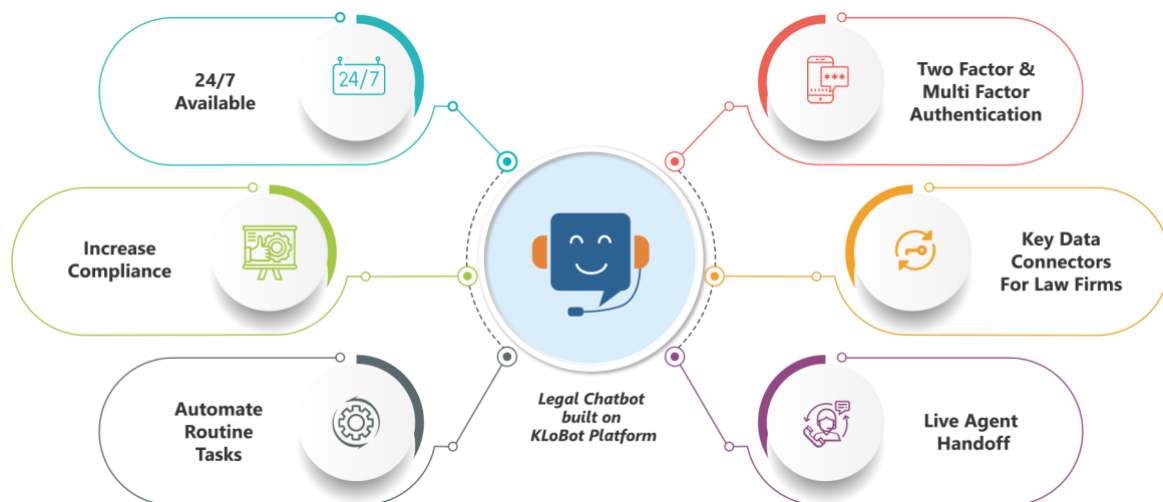 24/7
Available
24/7
Two Factor &
Multi Factor
Authentication
***
Increase
Compliance
Key Data
Connectors
For Law Firms
Automate
Routine
Tasks
Legal Chatbot
built on
KLoBot Platform
Live Agent
Handoff